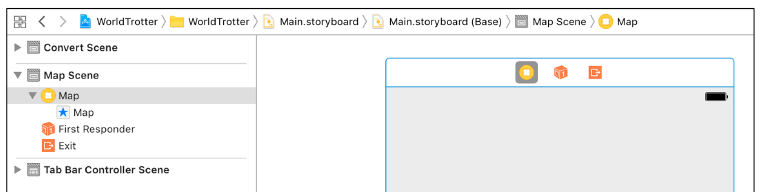 WorldTrotter WorldTrotter Main.storyboard Main.storyboard (Base) Map Scene Map
Convert Scene
Map Scene
Map
Map
First Responder
Exit
Tab Bar Controller Scene